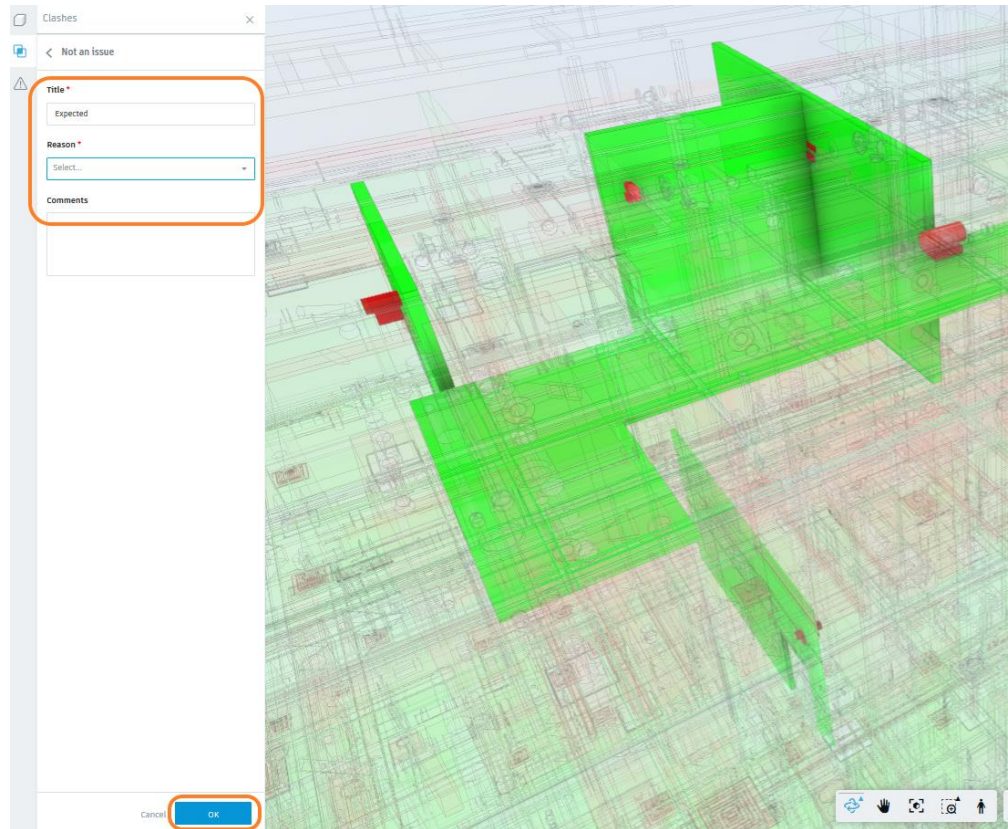 Clashes
Not an issue
Title *
Expected
Reason *
Select...
Comments
Cancel
OK